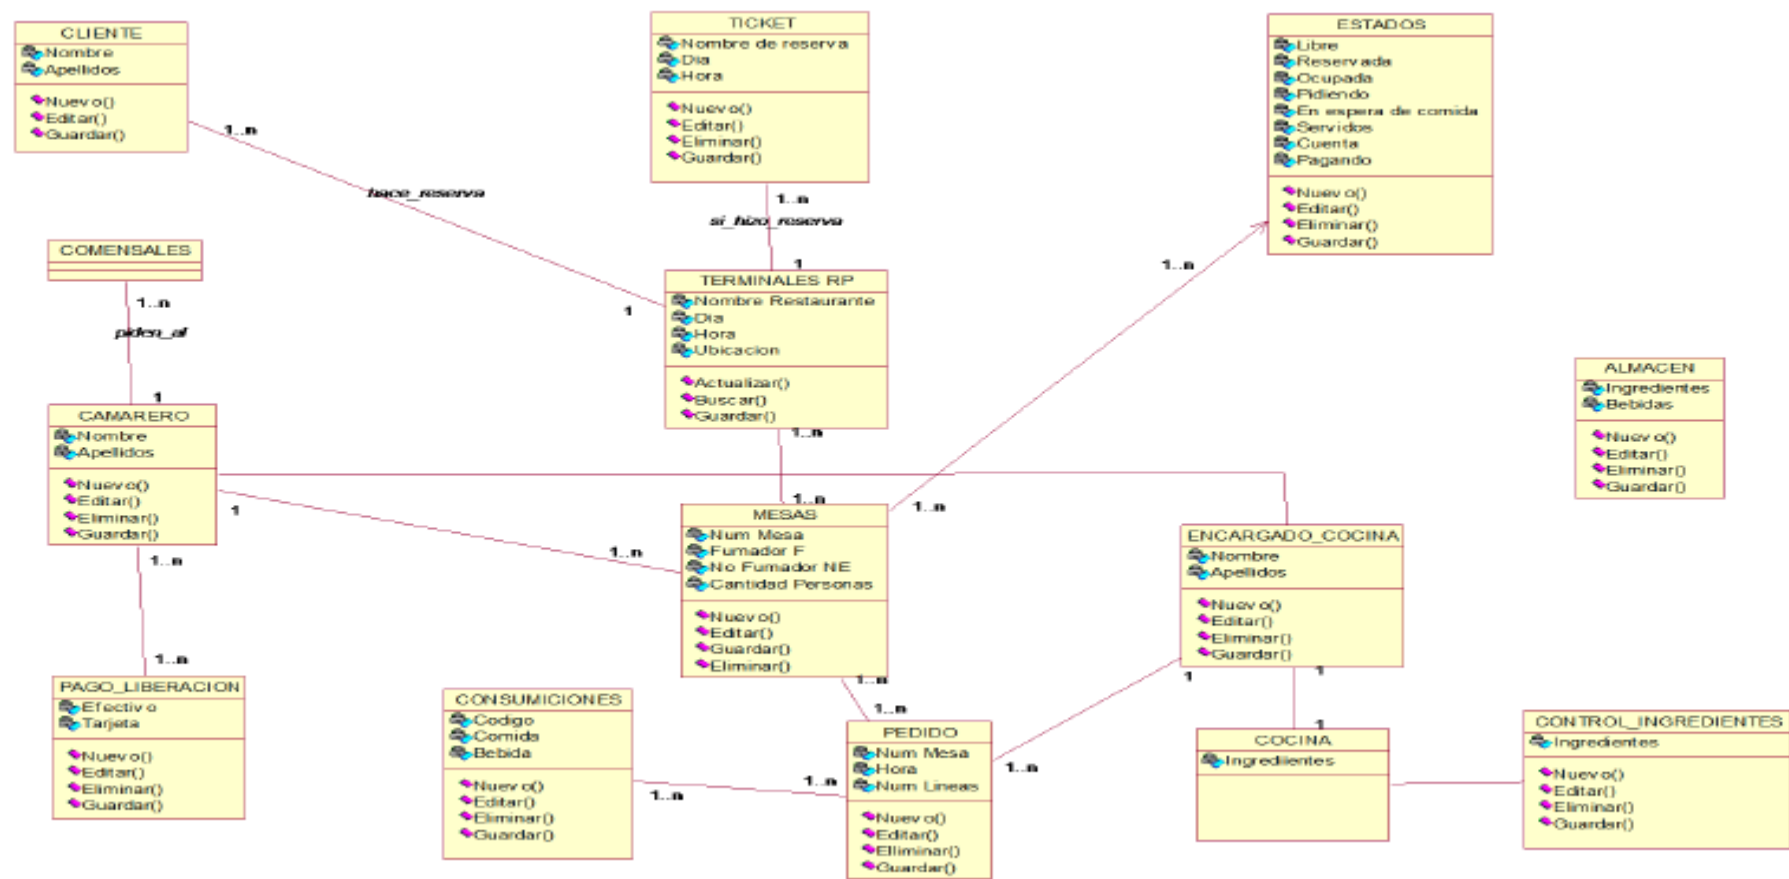 CLIENTE
Nombre
Apellidos
Nuevo()
Editar()
Guardar()
1..n
hace_reserva
1
TICKET
Nombre de reserva
Dia
Hora
Nuevo()
Editar()
Eliminar()
Guardar()
1..n
si_hizo_reserva
1
ESTADOS
Libre
Reservada
Ocupada
Pidiendo
En espera de comida
Servidos
Cuenta
Pagando
Nuevo()
Editar()
Eliminar()
Guardar()
1..n
COMENSALES
1..n
piden_al
1
TERMINALES RP
Nombre Restaurante
Dia
Hora
Ubicacion
Actualizar()
Buscar()
Guardar()
1..n
1..n
ALMACEN
Ingredientes
Bebidas
Nuevo()
Editar()
Eliminar()
Guardar()
CAMARERO
Nombre
Apellidos
Nuevo()
Editar()
Eliminar()
Guardar()
1
1..n
1..n
1..n
MESAS
Num Mesa
Fumador F
No Fumador NE
Cantidad Personas
Nuevo()
Editar()
Guardar()
Eliminar()
1..n
1..n
1..n
ENCARGADO_COCINA
Nombre
Apellidos
Nuevo()
Editar()
Eliminar()
Guardar()
1
1
1
1..n
PAGO_LIBERACION
Efectivo
Tarjeta
Nuevo()
Editar()
Eliminar()
Guardar()
CONSUMICIONES
Codigo
Comida
Bebida
Nuevo()
Editar()
Eliminar()
Guardar()
1..n
1..n
PEDIDO
Num Mesa
Hora
Num Lineas
Nuevo()
Editar()
Elliminar()
Guardar()
COCINA
Ingrediientes
CONTROL_INGREDIENTES
Ingredientes
Nuevo()
Editar()
Eliminar()
Guardar()